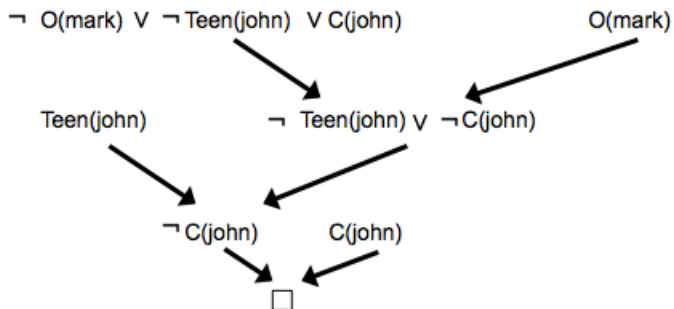 ¬ O(mark) V ¬ Teen(john) V C(john) O(mark)
Teen(john) ¬ Teen(john) V ¬ C(john)
¬ C(john) C(john)
□